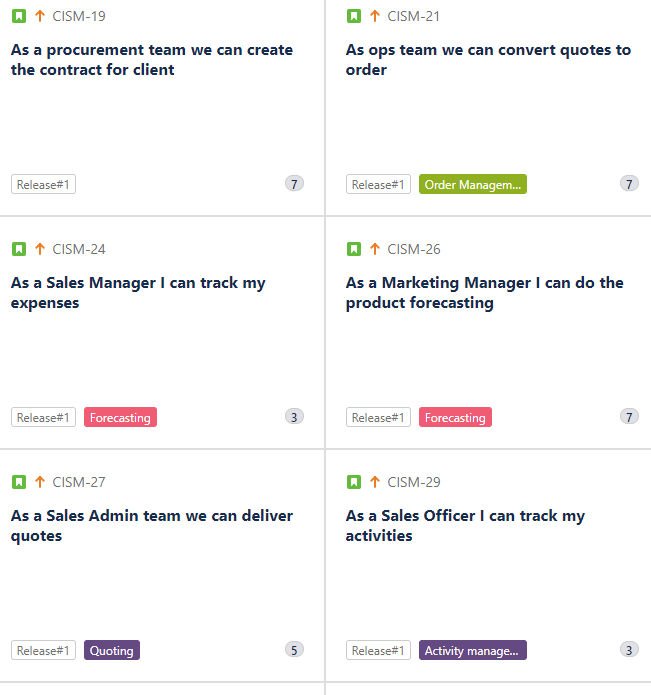 CISM-19
As a procurement team we can create
the contract for client
Release#1
7
CISM-21
As ops team we can convert quotes to
order
Release#1 Order Managem...
7
CISM-24
As a Sales Manager I can track my
expenses
Release#1 Forecasting
3
CISM-26
As a Marketing Manager I can do the
product forecasting
Release#1 Forecasting
7
CISM-27
As a Sales Admin team we can deliver
quotes
Release#1 Quoting
5
CISM-29
As a Sales Officer I can track my
activities
Release#1 Activity manage...
3